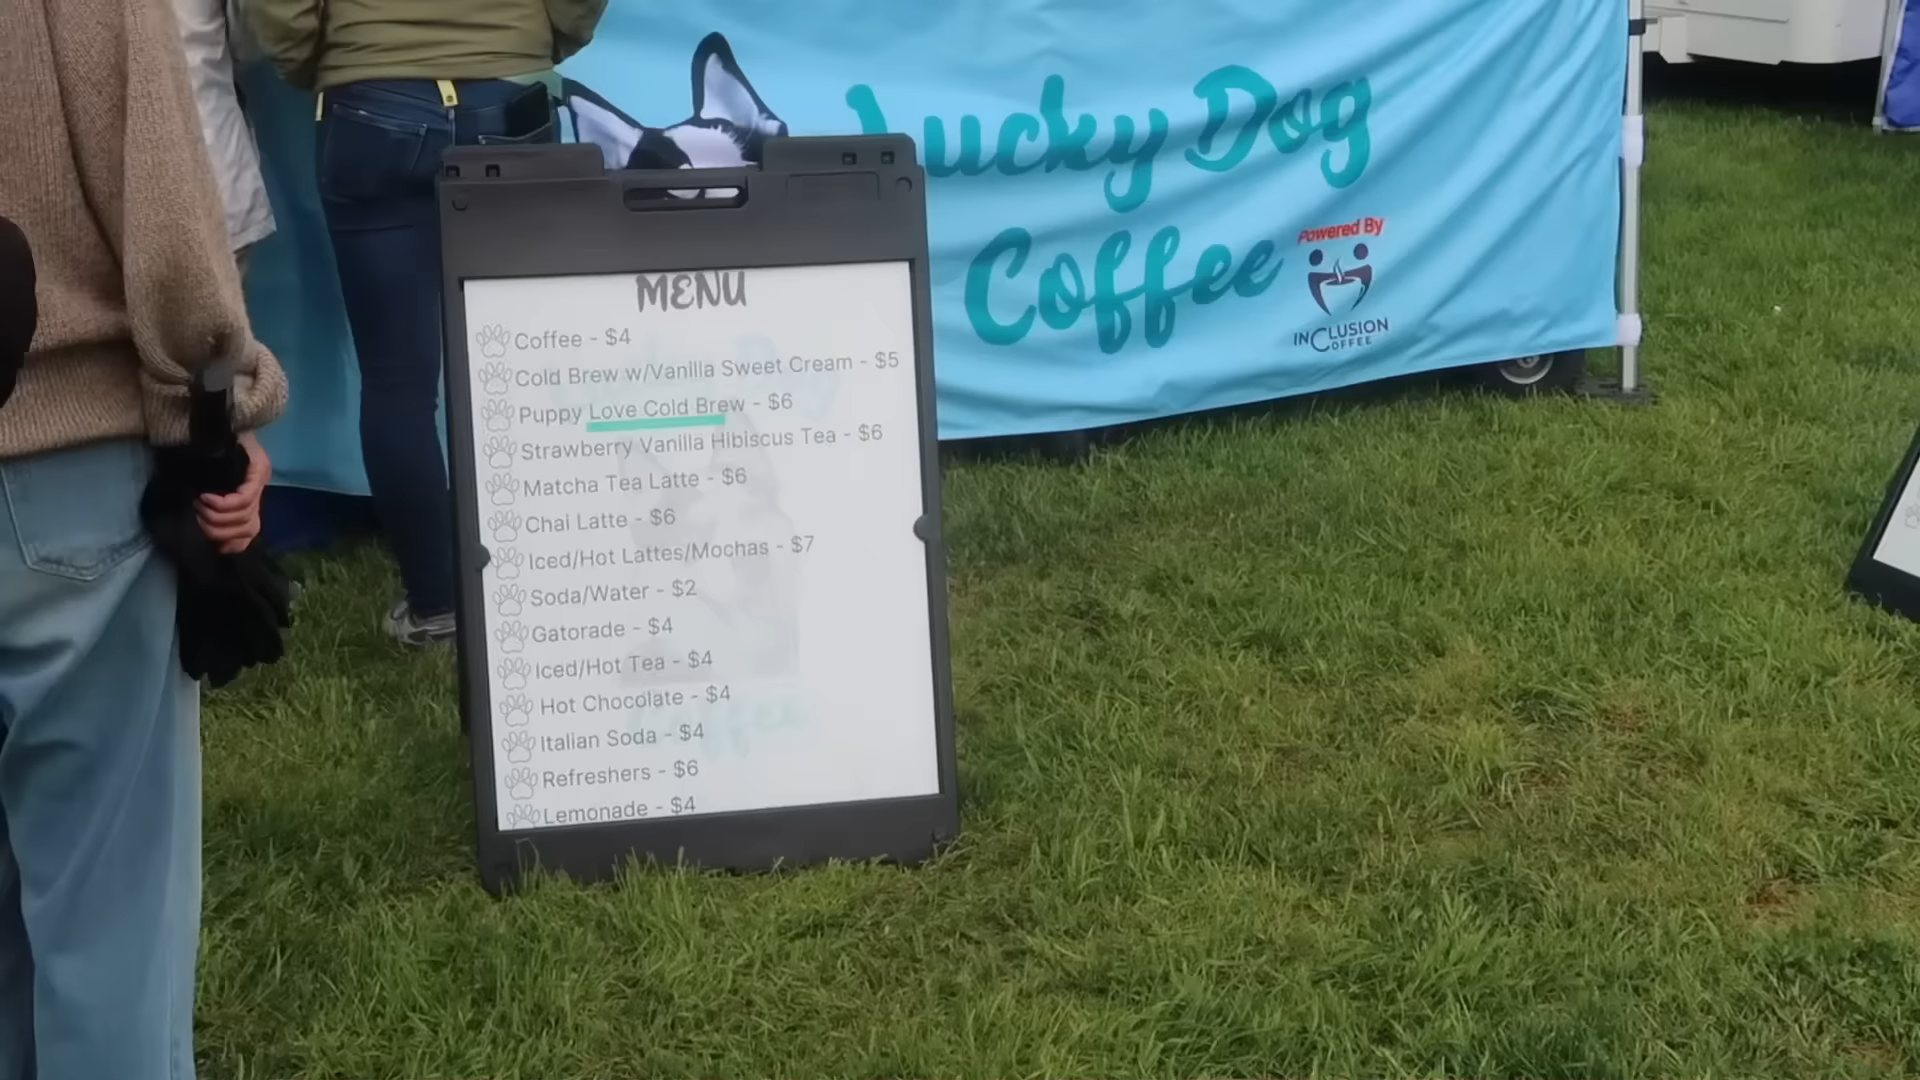 Lucky Dog
Coffee
Powered By
INCLUSION
COFFEE
MENU
Coffee - $4
Cold Brew w/Vanilla Sweet Cream - $5
Puppy Love Cold Brew - $6
Strawberry Vanilla Hibiscus Tea - $6
Matcha Tea Latte - $6
Chai Latte - $6
Iced/Hot Lattes/Mochas - $7
Soda/Water - $2
Gatorade - $4
Iced/Hot Tea - $4
Hot Chocolate - $4
Italian Soda - $4
Refreshers - $6
Lemonade - $4